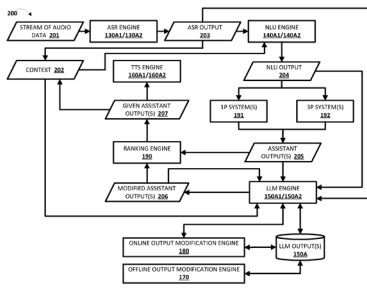 200
STREAM OF AUDIO
DATA 201
ASR ENGINE
130A1/130A2
ASR OUTPUT
203
NLU ENGINE
140A1/140A2
CONTEXT 202
TTS ENGINE
160A1/160A2
NLU OUTPUT
204
GIVEN ASSISTANT
OUTPUT(S) 207
1P SYSTEM(S)
191
3P SYSTEM(S)
192
RANKING ENGINE
190
ASSISTANT
OUTPUT(S) 205
MODIFIED ASSISTANT
OUTPUT(S) 206
LLM ENGINE
150A1/150A2
ONLINE OUTPUT MODIFICATION ENGINE
180
LLM OUTPUT(S)
150A
OFFLINE OUTPUT MODIFICATION ENGINE
170